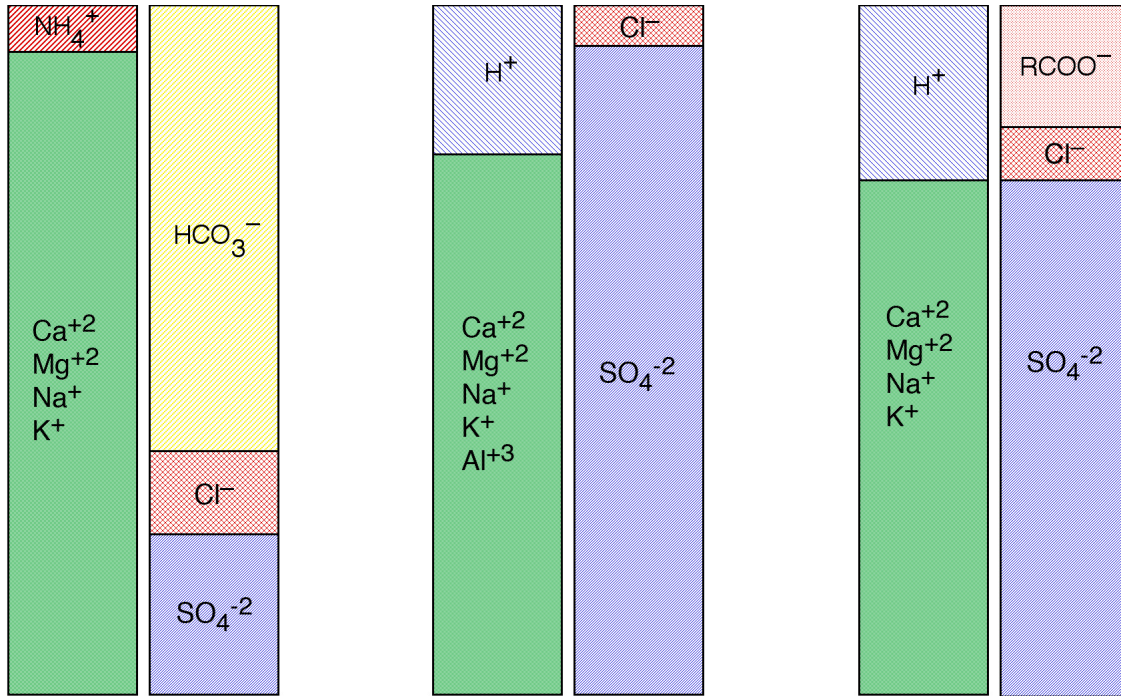 NH₄⁺
HCO₃⁻
Ca⁺²
Mg⁺²
Na⁺
K⁺
Cl⁻
SO₄⁻²
H⁺
Cl⁻
Ca⁺²
Mg⁺²
Na⁺
K⁺
Al⁺³
SO₄⁻²
H⁺
RCOO⁻
Cl⁻
Ca⁺²
Mg⁺²
Na⁺
K⁺
SO₄⁻²